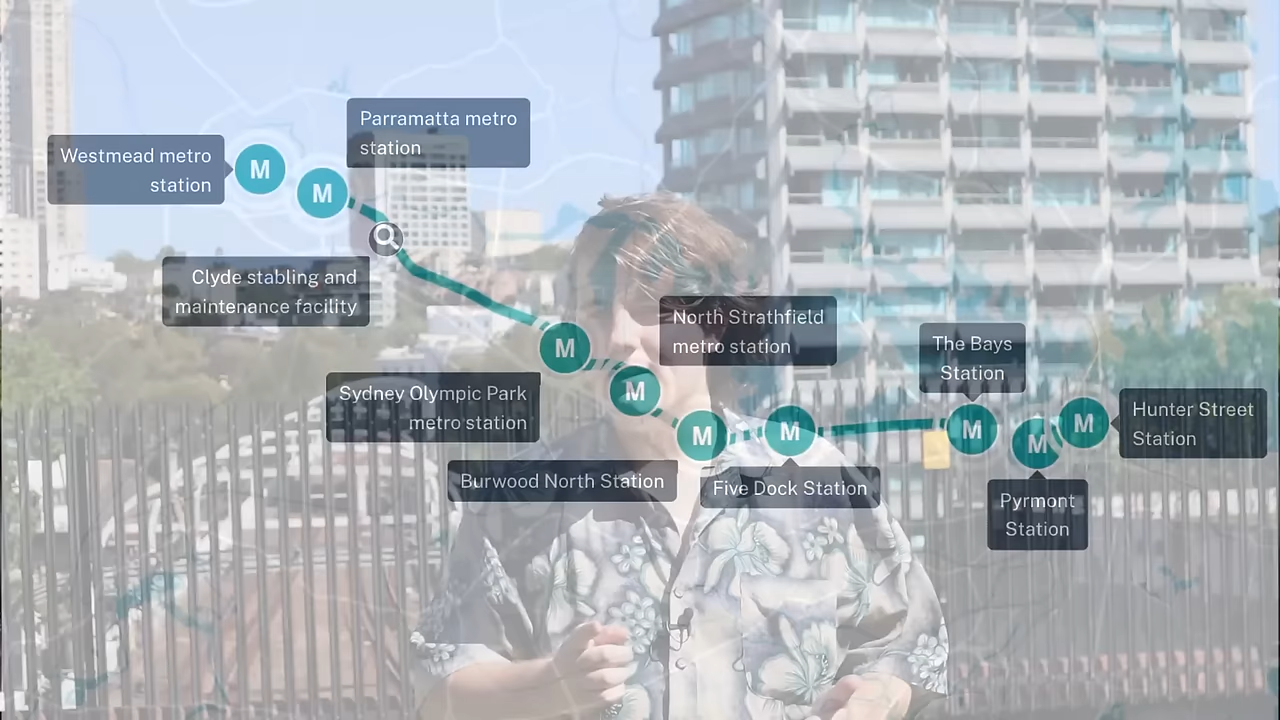 Parramatta metro
station
Westmead metro
station
M
M
Clyde stabling and
maintenance facility
North Strathfield
metro station
M
The Bays
Station
Sydney Olympic Park
metro station
M
Hunter Street
Station
M
M
M
M
M
Burwood North Station
Five Dock Station
Pyrmont
Station